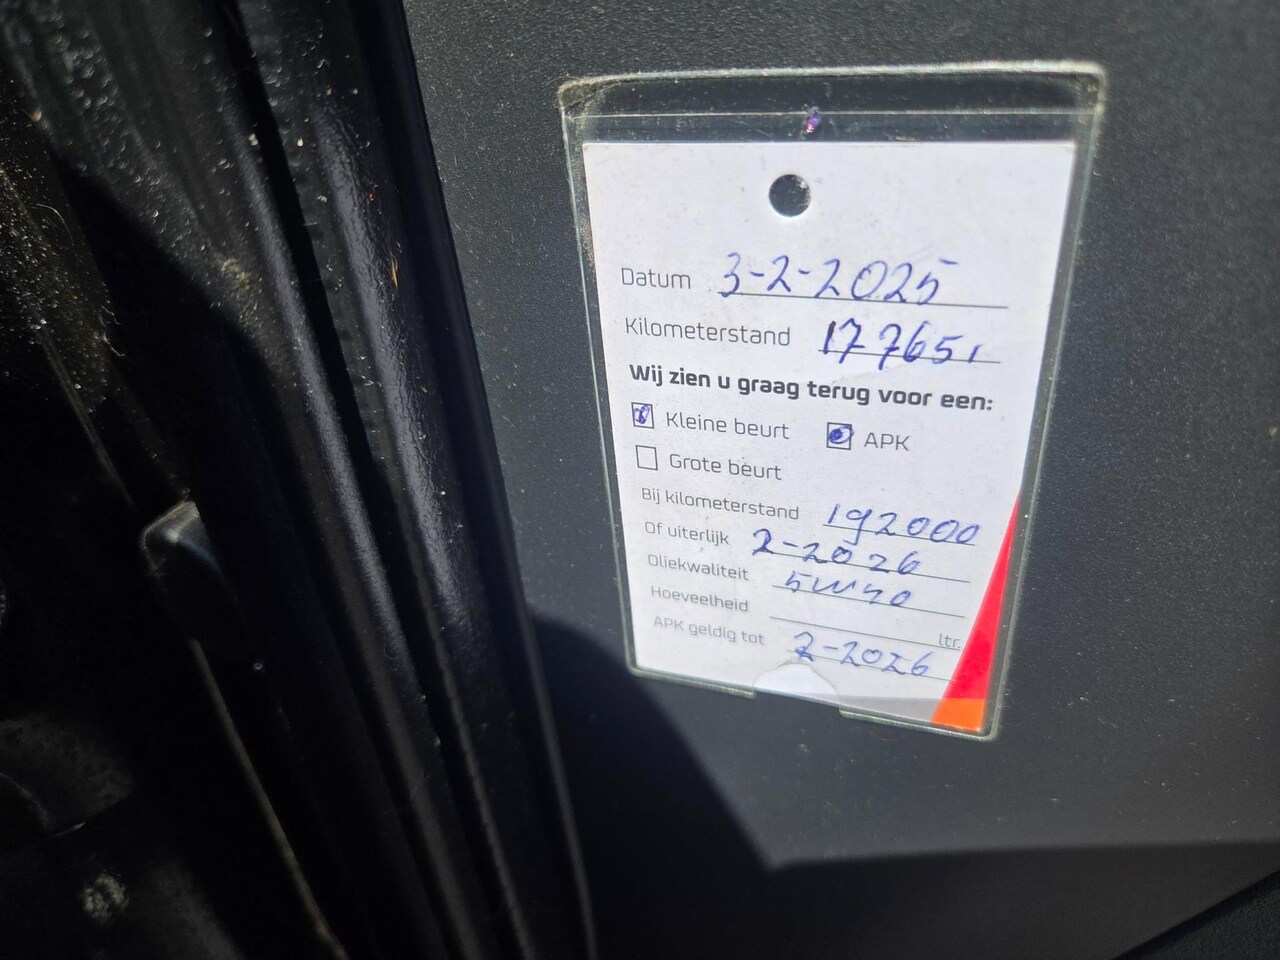 Datum 3-2-2025
Kilometerstand 177651
Wij zien u graag terug voor een:
Kleine beurt APK
Grote beurt
Bij kilometerstand 192000
Of uiterlijk 2-2026
Oliekwaliteit 5W40
Hoeveelheid ltr.
APK geldig tot 2-2026